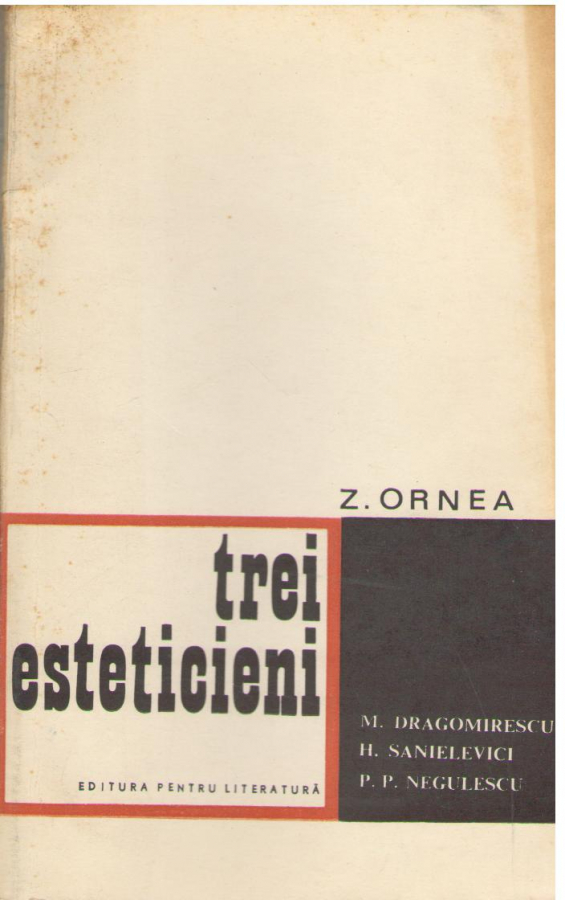 Z. ORNEA
trei
esteticieni
EDITURA PENTRU LITERATURĂ
M. DRAGOMIRESCU
H. SANIELEVICI
P. P. NEGULESCU